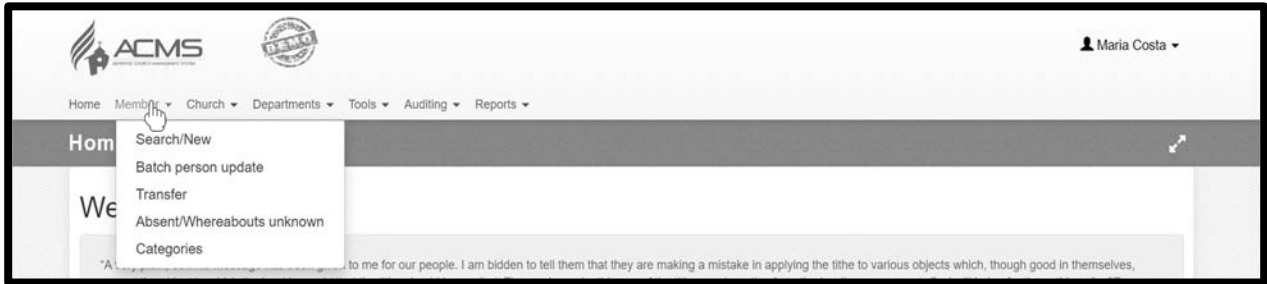 ACMS
DEMO
Maria Costa
Home Member Church Departments Tools Auditing Reports
Hom
Search/New
Batch person update
Transfer
Absent/Whereabouts unknown
Categories
We
to me for our people. I am bidden to tell them that they are making a mistake in applying the tithe to various objects which, though good in themselves,